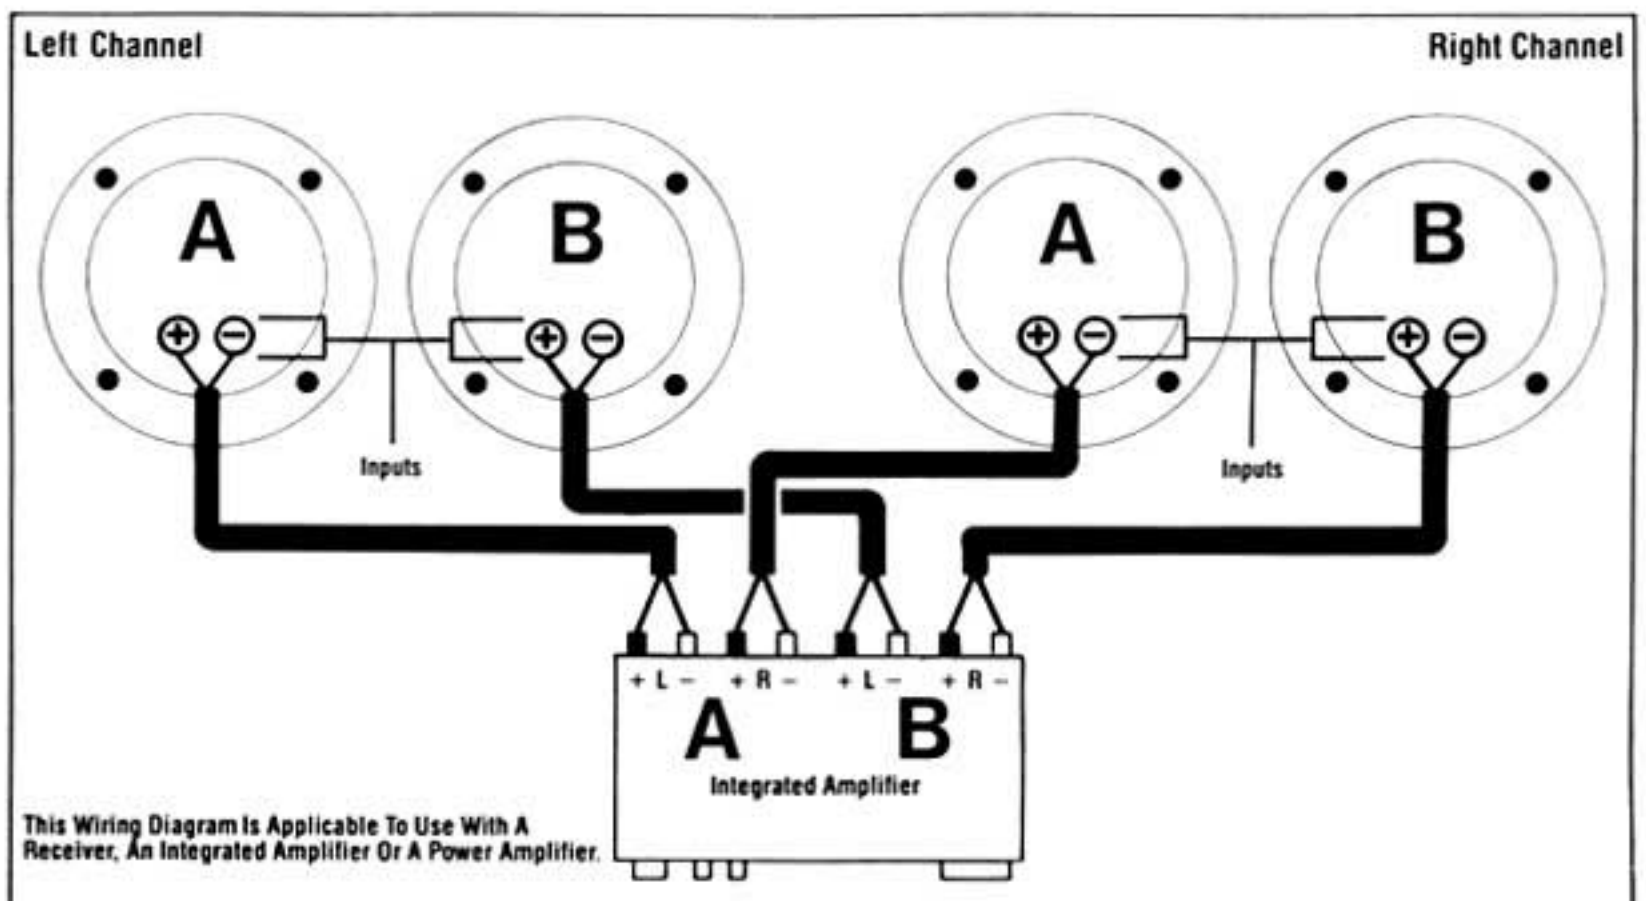 Left Channel
Right Channel
A
B
A
B
+ −
+ −
+ −
+ −
Inputs
Inputs
+ L − + R − + L − + R −
A B
Integrated Amplifier
This Wiring Diagram Is Applicable To Use With A
Receiver, An Integrated Amplifier Or A Power Amplifier.